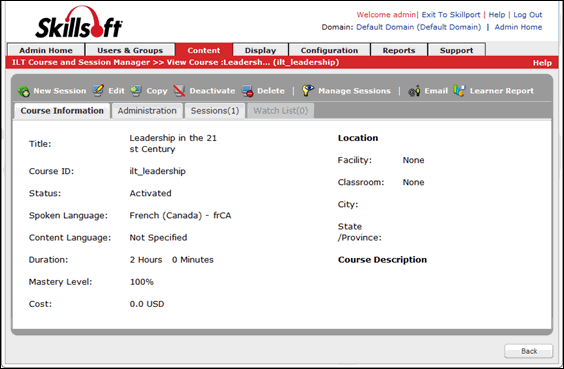 Skillsoft
Welcome admin| Exit To Skillport | Help | Log Out
Domain: Default Domain (Default Domain) | Admin Home
Admin Home Users & Groups Content Display Configuration Reports Support
ILT Course and Session Manager >> View Course :Leadersh... (ilt_leadership) Help
New Session Edit Copy Deactivate Delete | Manage Sessions | Email Learner Report
Course Information Administration Sessions(1) Watch List(0)
Title: Leadership in the 21
st Century
Course ID: ilt_leadership
Status: Activated
Spoken Language: French (Canada) - frCA
Content Language: Not Specified
Duration: 2 Hours 0 Minutes
Mastery Level: 100%
Cost: 0.0 USD
Location
Facility: None
Classroom: None
City:
State
/Province:
Course Description
Back